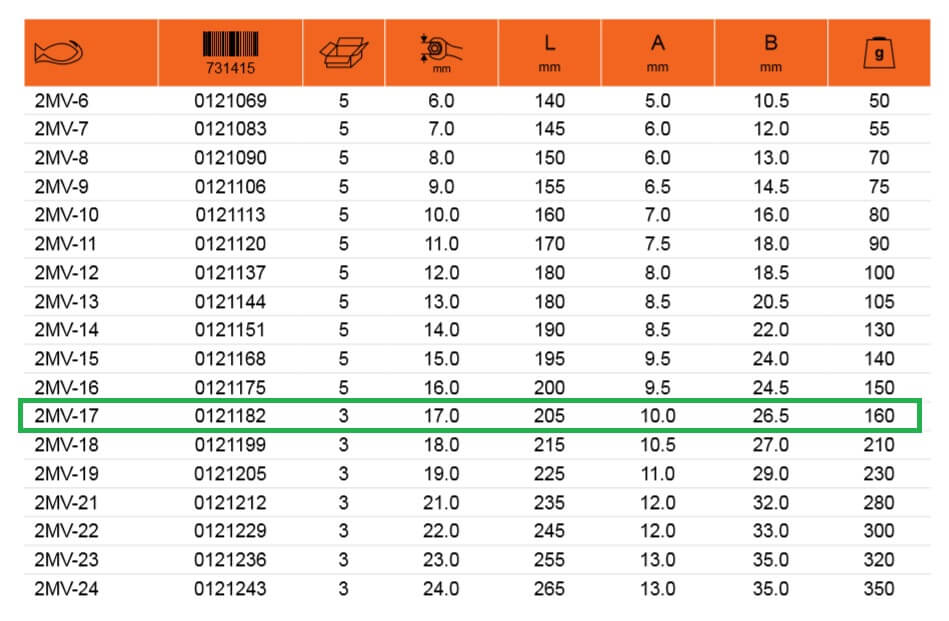 731415 mm L mm A mm B mm g
2MV-6 0121069 5 6.0 140 5.0 10.5 50
2MV-7 0121083 5 7.0 145 6.0 12.0 55
2MV-8 0121090 5 8.0 150 6.0 13.0 70
2MV-9 0121106 5 9.0 155 6.5 14.5 75
2MV-10 0121113 5 10.0 160 7.0 16.0 80
2MV-11 0121120 5 11.0 170 7.5 18.0 90
2MV-12 0121137 5 12.0 180 8.0 18.5 100
2MV-13 0121144 5 13.0 180 8.5 20.5 105
2MV-14 0121151 5 14.0 190 8.5 22.0 130
2MV-15 0121168 5 15.0 195 9.5 24.0 140
2MV-16 0121175 5 16.0 200 9.5 24.5 150
2MV-17 0121182 3 17.0 205 10.0 26.5 160
2MV-18 0121199 3 18.0 215 10.5 27.0 210
2MV-19 0121205 3 19.0 225 11.0 29.0 230
2MV-21 0121212 3 21.0 235 12.0 32.0 280
2MV-22 0121229 3 22.0 245 12.0 33.0 300
2MV-23 0121236 3 23.0 255 13.0 35.0 320
2MV-24 0121243 3 24.0 265 13.0 35.0 350